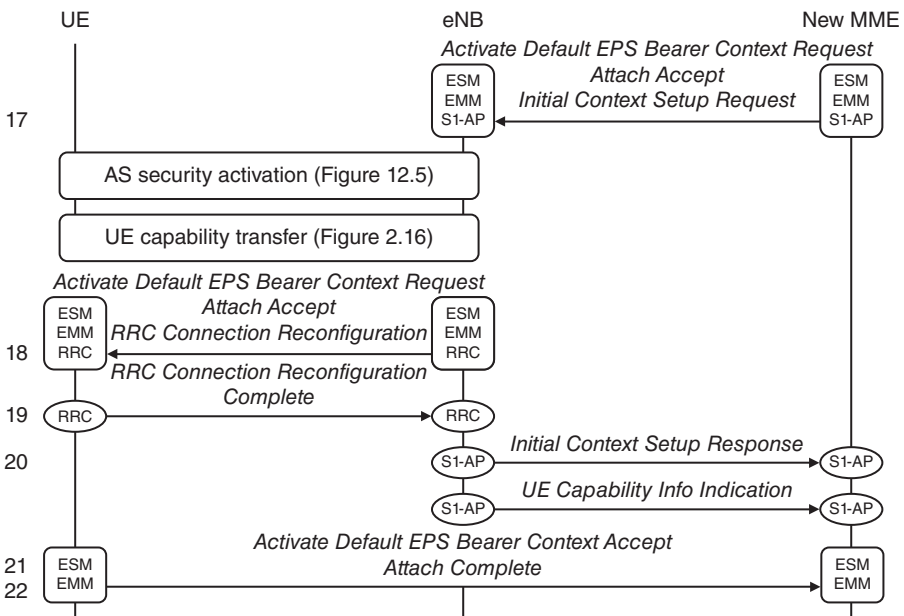 UE eNB New MME
Activate Default EPS Bearer Context Request
Attach Accept
Initial Context Setup Request
ESM
EMM
S1-AP
ESM
EMM
S1-AP
17
AS security activation (Figure 12.5)
UE capability transfer (Figure 2.16)
Activate Default EPS Bearer Context Request
Attach Accept
RRC Connection Reconfiguration
ESM
EMM
RRC
ESM
EMM
RRC
18
RRC Connection Reconfiguration
Complete
19
RRC
RRC
Initial Context Setup Response
20
S1-AP
S1-AP
UE Capability Info Indication
S1-AP
S1-AP
Activate Default EPS Bearer Context Accept
Attach Complete
21
22
ESM
EMM
ESM
EMM